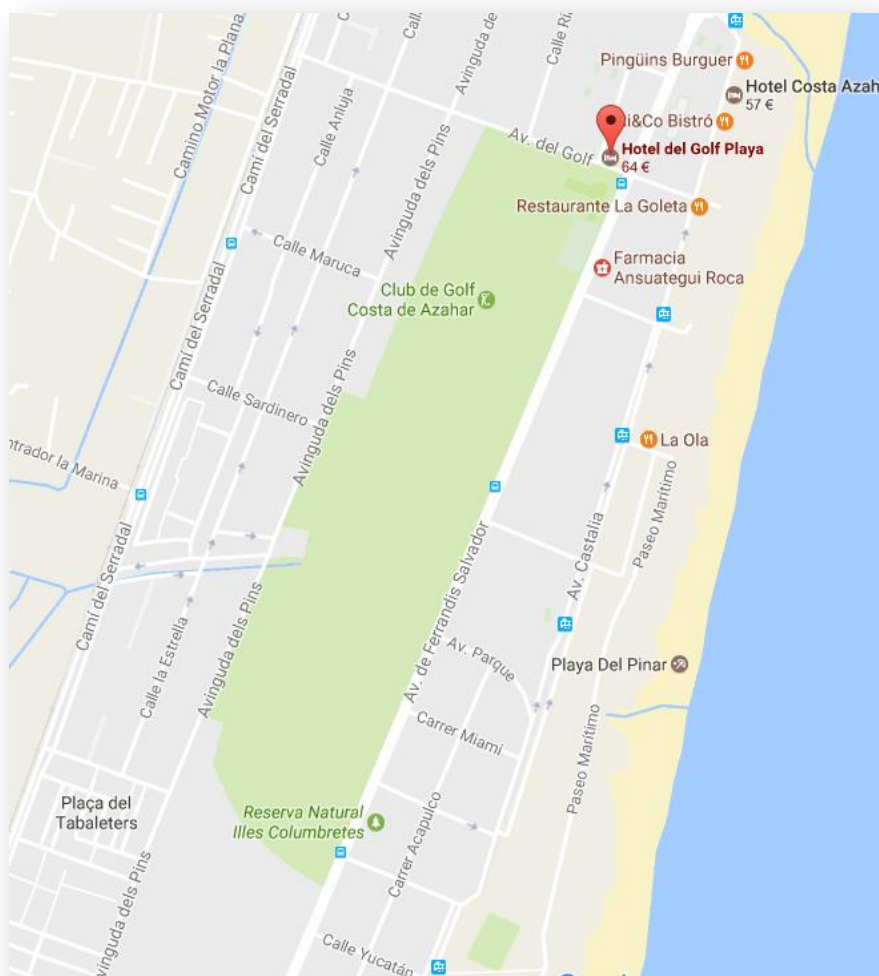 Pingüins Burguer
Hotel Costa Azah
57 €
Bistró
Hotel del Golf Playa
64 €
Av. del Golf
Restaurante La Goleta
Farmacia
Ansuategui Roca
Club de Golf
Costa de Azahar
Camino Motor la Plana
Camí del Serradal
Calle Anluja
Avinguda de
Avinguda dels Pins
Calle Maruca
Camí del Serradal
Calle Sardinero
Avinguda dels Pins
ntrador la Marina
La Ola
Paseo Marítimo
Av. Castalia
Av. de Ferrandis Salvador
Camí del Serradal
Calle la Estrella
Avinguda dels Pins
Av. Parque
Playa Del Pinar
Carrer Miami
Paseo Marítimo
Plaça del
Tabaleters
Reserva Natural
Illes Columbretes
Carrer Acapulco
Avinguda dels Pins
Calle Yucatán